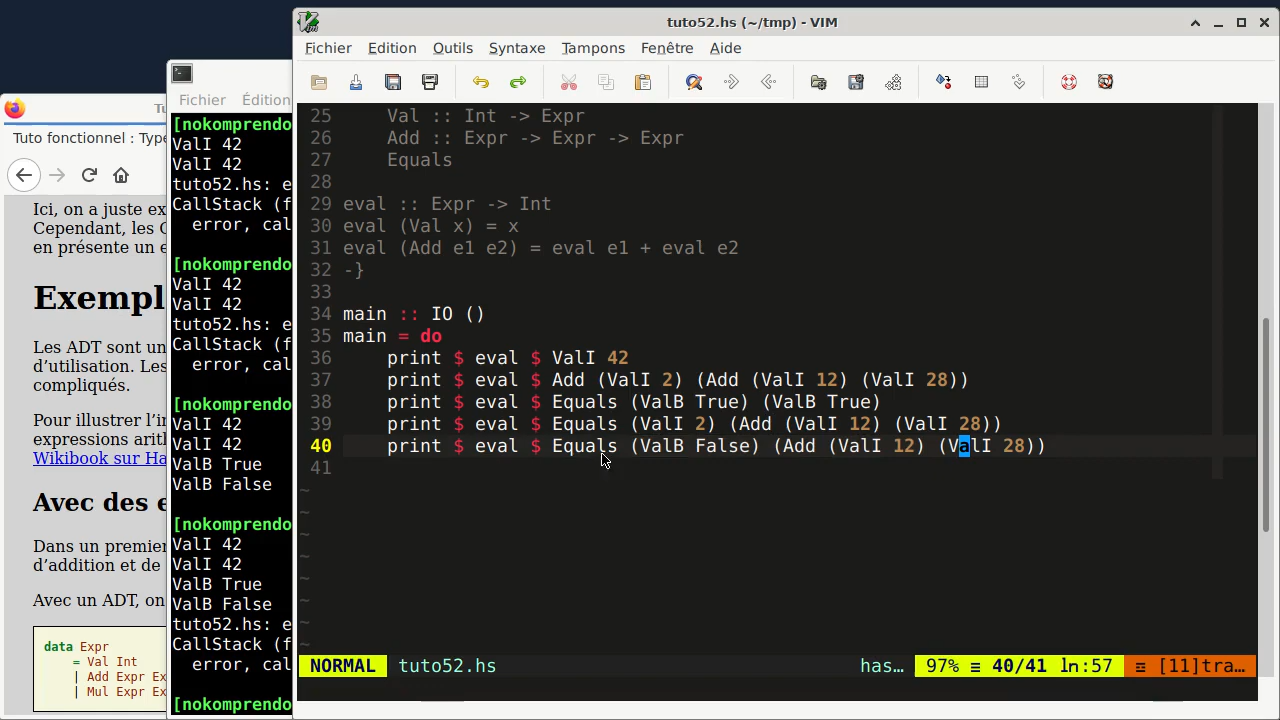 tuto52.hs (~/tmp) - VIM
Fichier Edition Outils Syntaxe Tampons Fenêtre Aide
25 Val :: Int -> Expr
26 Add :: Expr -> Expr -> Expr
27 Equals
28
29 eval :: Expr -> Int
30 eval (Val x) = x
31 eval (Add e1 e2) = eval e1 + eval e2
32 -}
33
34 main :: IO ()
35 main = do
36 print $ eval $ ValI 42
37 print $ eval $ Add (ValI 2) (Add (ValI 12) (ValI 28))
38 print $ eval $ Equals (ValB True) (ValB True)
39 print $ eval $ Equals (ValI 2) (Add (ValI 12) (ValI 28))
40 print $ eval $ Equals (ValB False) (Add (ValI 12) (ValI 28))
41
~
~
~
~
~
~
~
~
NORMAL tuto52.hs has… 97% ≡ 40/41 ln:57 ☲ [11]tra…
Fichier Édition
[nokomprendo
ValI 42
ValI 42
tuto52.hs: e
CallStack (f
error, cal
[nokomprendo
ValI 42
ValI 42
tuto52.hs: e
CallStack (f
error, cal
[nokomprendo
ValI 42
ValI 42
ValB True
ValB False
[nokomprendo
ValI 42
ValI 42
ValB True
ValB False
tuto52.hs: e
CallStack (f
error, cal
[nokomprendo
Tuto fonctionnel : Type
Ici, on a juste ex
Cependant, les
en présente un e
Exempl
Les ADT sont un
d’utilisation. Les
compliqués.
Pour illustrer l’i
expressions arit
Wikibook sur Ha
Avec des e
Dans un premier
d’addition et de
Avec un ADT, on
data Expr
= Val Int
| Add Expr Ex
| Mul Expr Ex